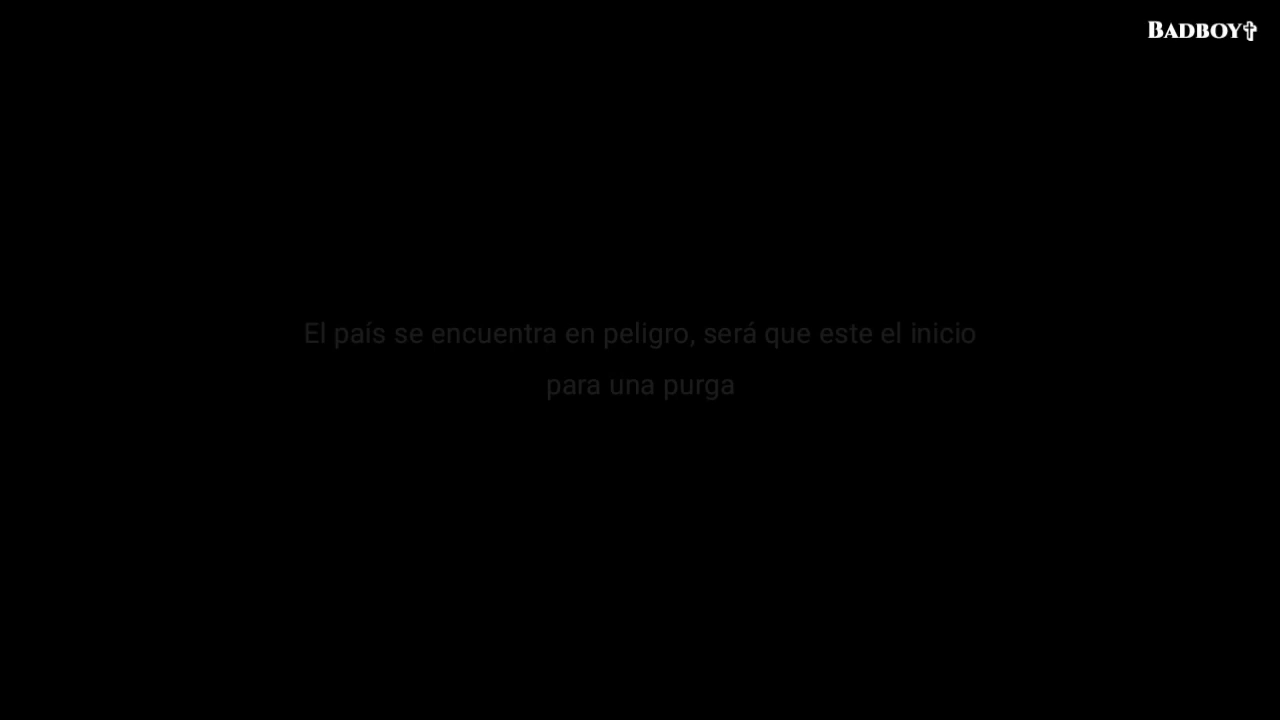 BADBOY✞
El país se encuentra en peligro, será que este el inicio
para una purga